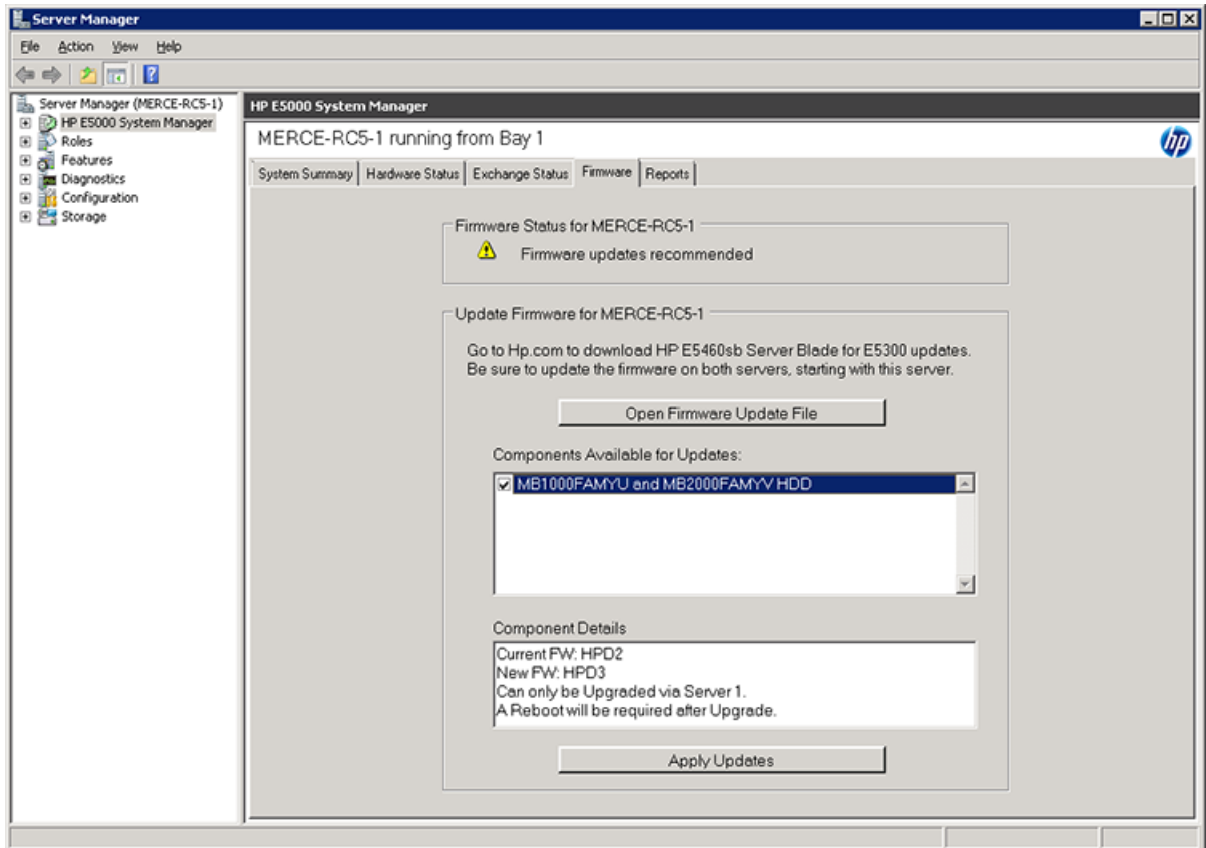 Server Manager
File Action View Help
?
Server Manager (MERCE-RC5-1)
HP E5000 System Manager
Roles
Features
Diagnostics
Configuration
Storage
HP E5000 System Manager
MERCE-RC5-1 running from Bay 1
hp
System Summary Hardware Status Exchange Status Firmware Reports
Firmware Status for MERCE-RC5-1
Firmware updates recommended
Update Firmware for MERCE-RC5-1
Go to Hp.com to download HP E5460sb Server Blade for E5300 updates.
Be sure to update the firmware on both servers, starting with this server.
Open Firmware Update File
Components Available for Updates:
MB1000FAMYU and MB2000FAMYV HDD
Component Details
Current FW: HPD2
New FW: HPD3
Can only be Upgraded via Server 1.
A Reboot will be required after Upgrade.
Apply Updates